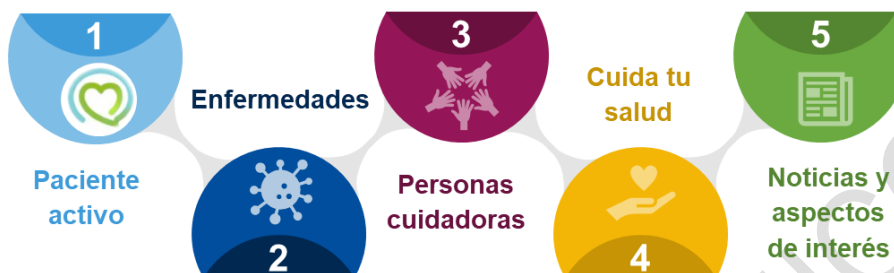 1
Paciente
activo
Enfermedades
2
3
Personas
cuidadoras
Cuida tu
salud
4
5
Noticias y
aspectos
de interés